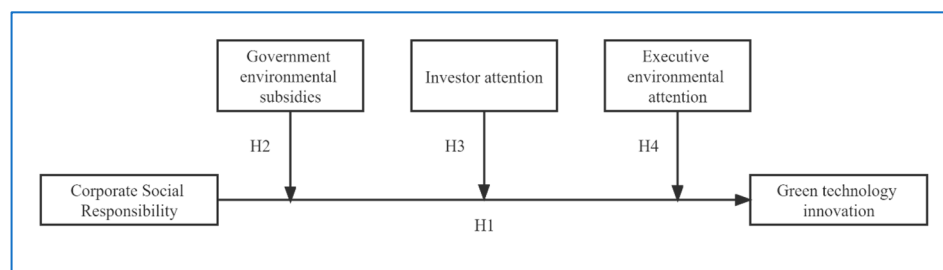 Government
environmental
subsidies
Investor attention
Executive
environmental
attention
H2
H3
H4
Corporate Social
Responsibility
Green technology
innovation
H1